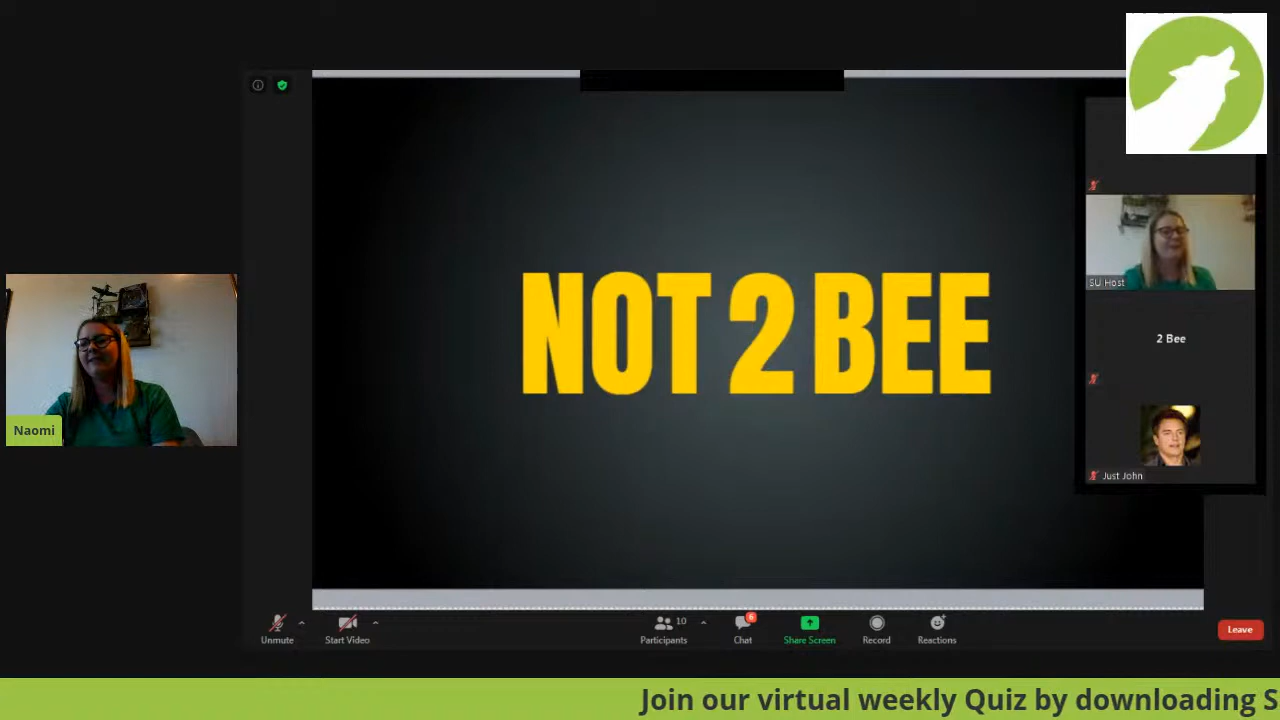 NOT 2 BEE
SU Host
2 Bee
Just John
Naomi
Unmute
Start Video
10
Participants
6
Chat
Share Screen
Record
Reactions
Leave
Join our virtual weekly Quiz by downloading S